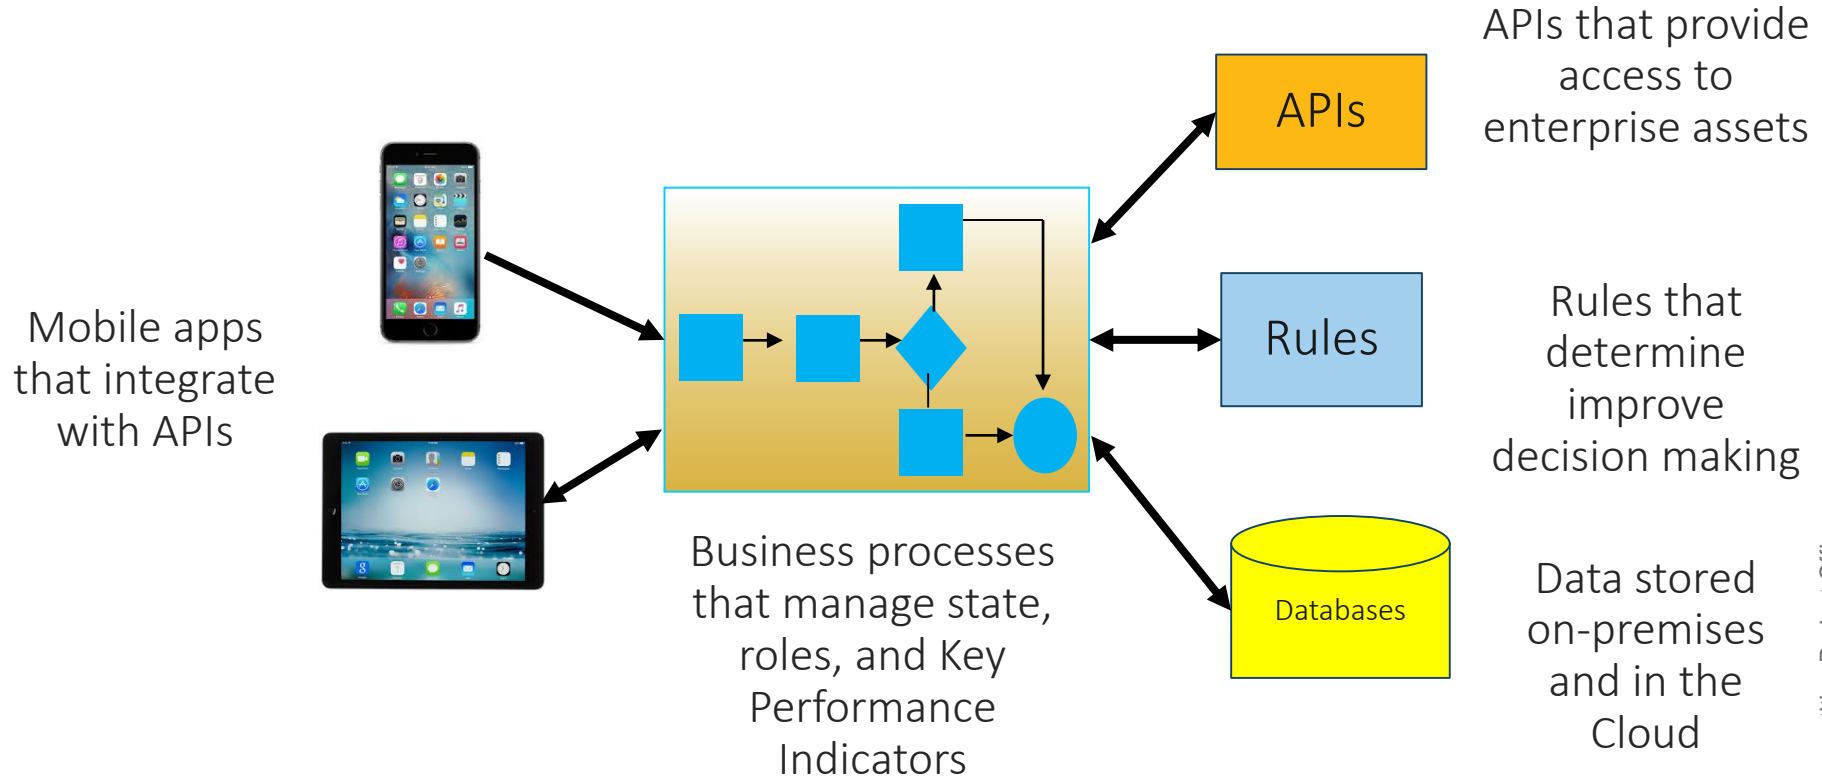 Mobile apps
that integrate
with APIs
Business processes
that manage state,
roles, and Key
Performance
Indicators
APIs
APIs that provide
access to
enterprise assets
Rules
Rules that
determine
improve
decision making
Databases
Data stored
on-premises
and in the
Cloud